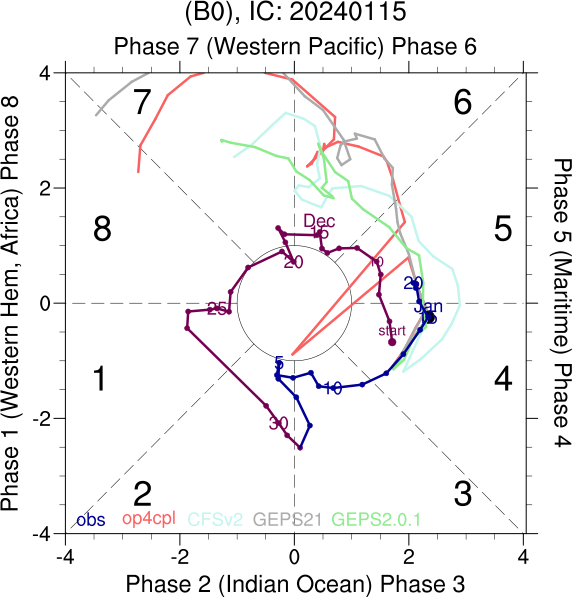 (B0), IC: 20240115
Phase 7 (Western Pacific) Phase 6
Phase 1 (Western Hem, Africa) Phase 8
Phase 5 (Maritime) Phase 4
4
2
0
-2
-4
7
6
8
5
1
4
2
3
Dec
15
20
10
25
start
20
Jan
5
10
30
obs
op4cpl
CFSv2
GEPS21
GEPS2.0.1
-4
-2
0
2
4
Phase 2 (Indian Ocean) Phase 3